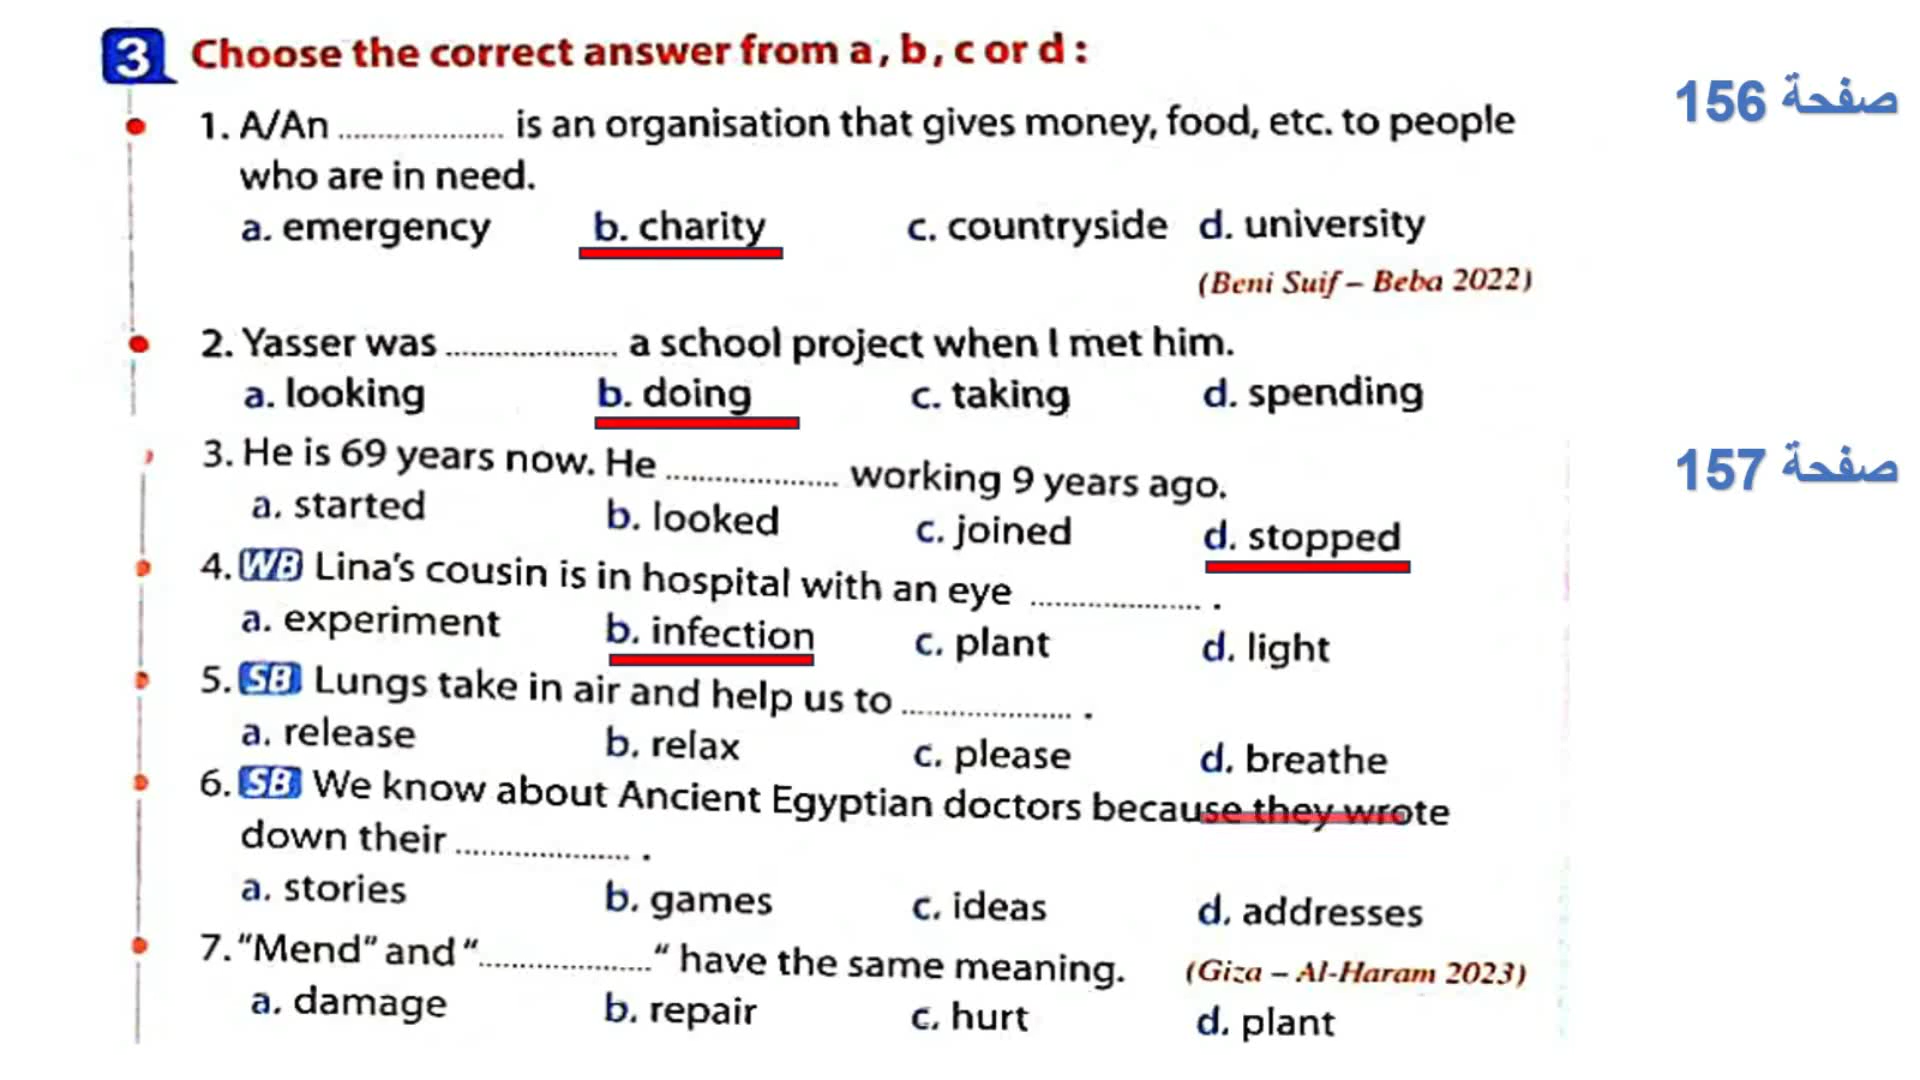 3 Choose the correct answer from a, b, c or d :
صفحة 156
1. A/An .................... is an organisation that gives money, food, etc. to people
who are in need.
a. emergency b. charity c. countryside d. university
(Beni Suif – Beba 2022)
2. Yasser was .................... a school project when I met him.
a. looking b. doing c. taking d. spending
صفحة 157
3. He is 69 years now. He .................... working 9 years ago.
a. started b. looked c. joined d. stopped
4. WB Lina's cousin is in hospital with an eye .................... .
a. experiment b. infection c. plant d. light
5. SB Lungs take in air and help us to .................... .
a. release b. relax c. please d. breathe
6. SB We know about Ancient Egyptian doctors because they wrote
down their .................... .
a. stories b. games c. ideas d. addresses
7. "Mend" and "...................." have the same meaning. (Giza – Al-Haram 2023)
a. damage b. repair c. hurt d. plant